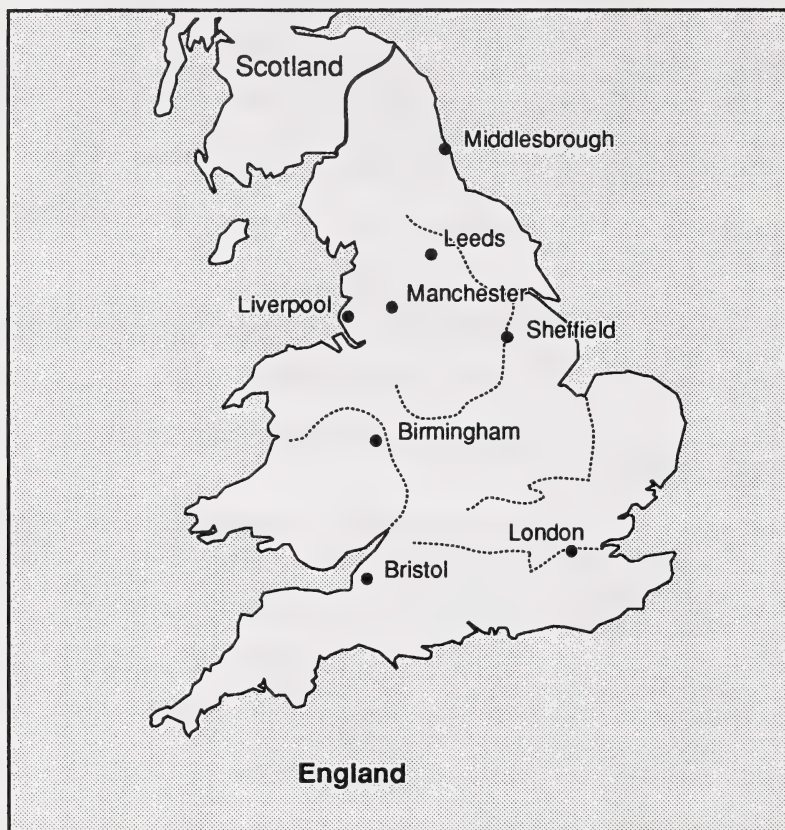 Scotland
Middlesbrough
Leeds
Manchester
Liverpool
Sheffield
Birmingham
London
Bristol
England